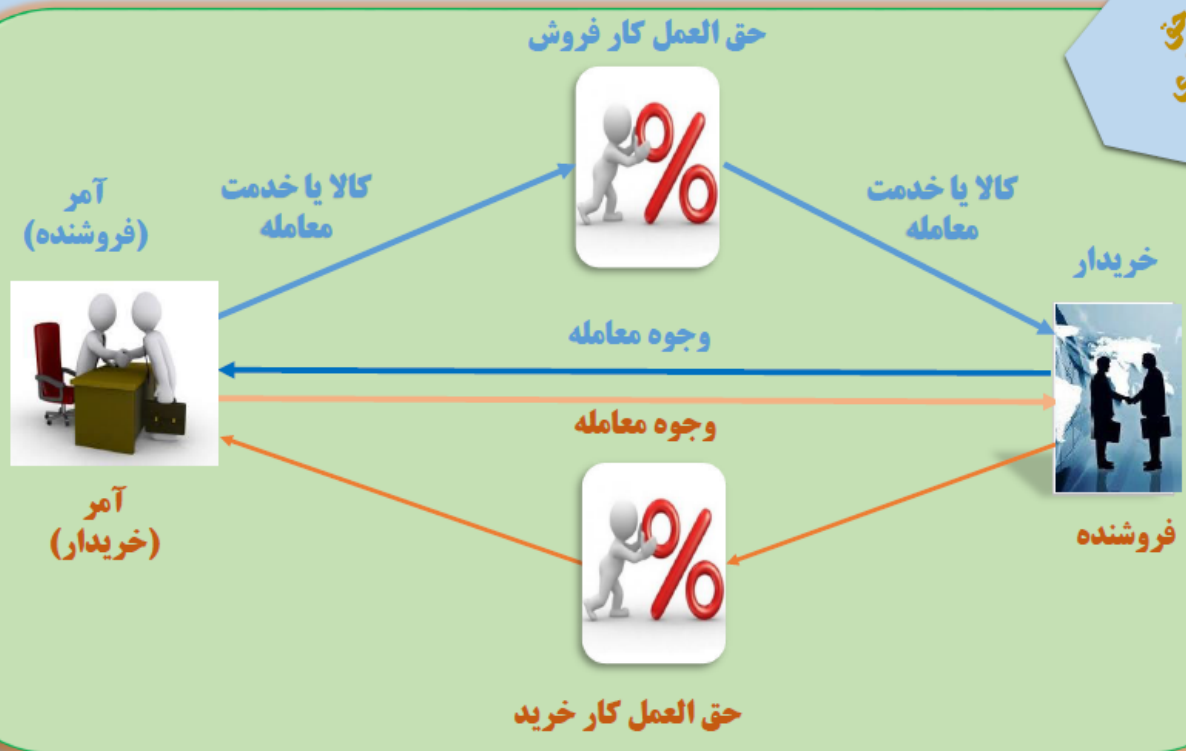 حق العمل کار فروش
آمر
(فروشنده)
کالا یا خدمت
معامله
کالا یا خدمت
معامله
خریدار
وجوه معامله
وجوه معامله
آمر
(خریدار)
فروشنده
حق العمل کار خرید